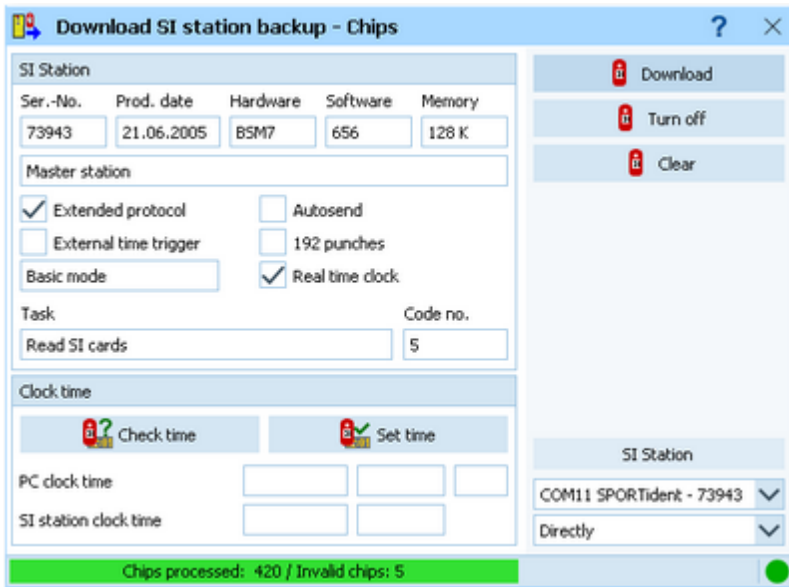 Download SI station backup - Chips
?
SI Station
Ser.-No. Prod. date Hardware Software Memory
73943 21.06.2005 BSM7 656 128 K
Master station
Extended protocol Autosend
External time trigger 192 punches
Basic mode Real time clock
Task Code no.
Read SI cards 5
Clock time
Check time Set time
PC clock time
SI station clock time
Download
Turn off
Clear
SI Station
COM11 SPORTident - 73943
Directly
Chips processed: 420 / Invalid chips: 5